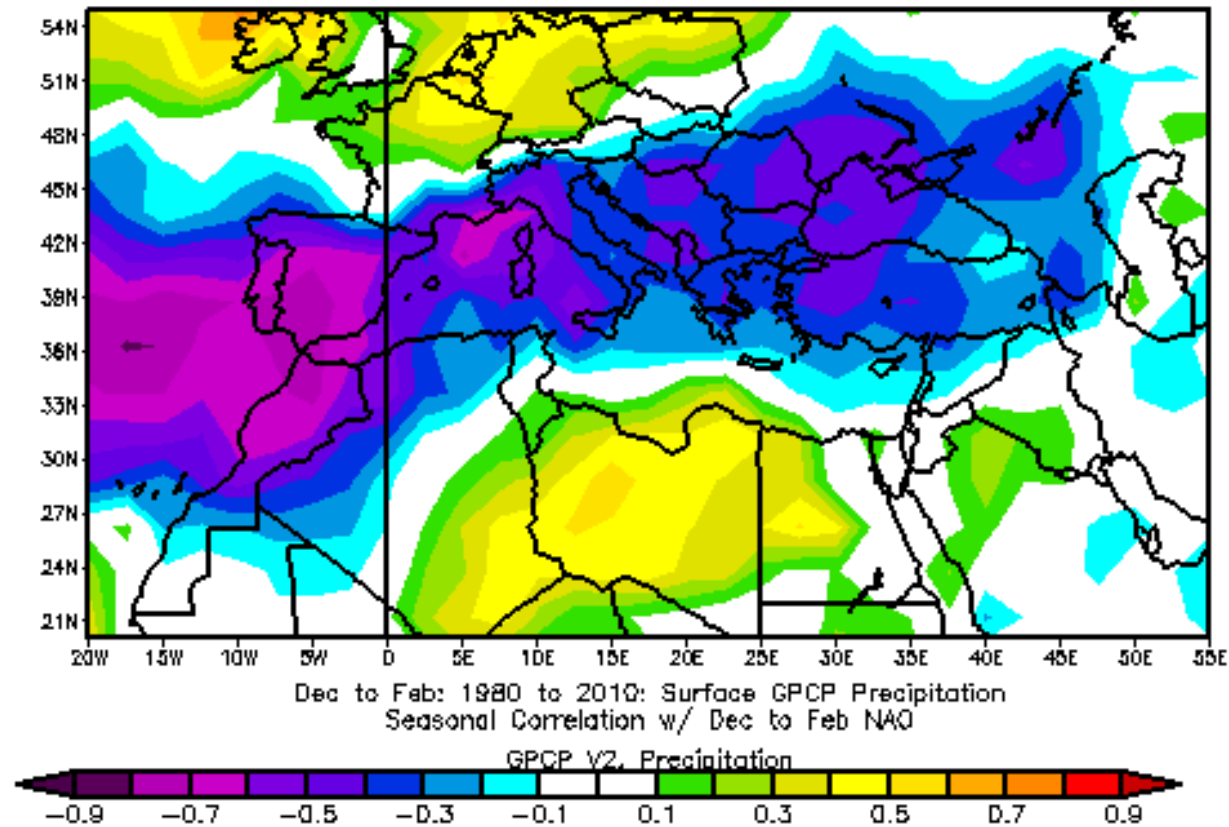 54N
51N
48N
45N
42N
39N
36N
33N
30N
27N
24N
21N
20W 15W 10W 5W 0 5E 10E 15E 20E 25E 30E 35E 40E 45E 50E 55E
Dec to Feb: 1980 to 2010: Surface GPCP Precipitation
Seasonal Correlation w/ Dec to Feb NAO
GPCP V2. Precipitation
-0.9 -0.7 -0.5 -0.3 -0.1 0.1 0.3 0.5 0.7 0.9